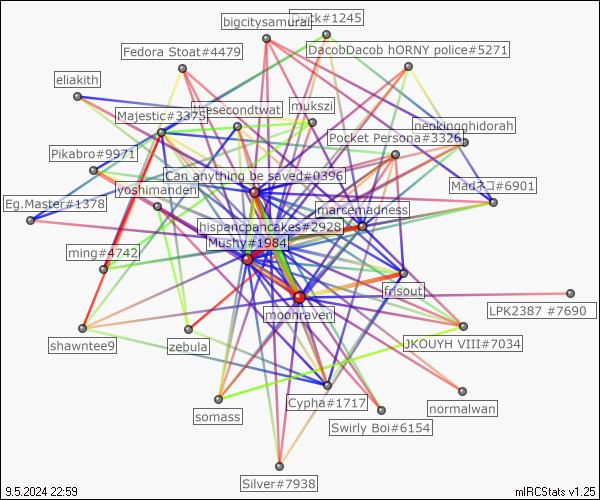 Duck#1245
bigcitysamurai
Fedora Stoat#4479
DacobDacob hORNY police#5271
eliakith
mukszi
thesecondtwat
Majestic#3375
neokingghidorah
Pocket Persona#3326
Pikabro#9971
Can anything be saved#0396
yoshimanden
Madネコ#6901
Eg.Master#1378
marcemadness
hispancpancakes#2928
Mushy#1984
ming#4742
frisout
LPK2387 #7690
moonraven
shawntee9
zebula
JKOUYH VIII#7034
Cypha#1717
normalwan
somass
Swirly Boi#6154
Silver#7938
9.5.2024 22:59
mIRCStats v1.25